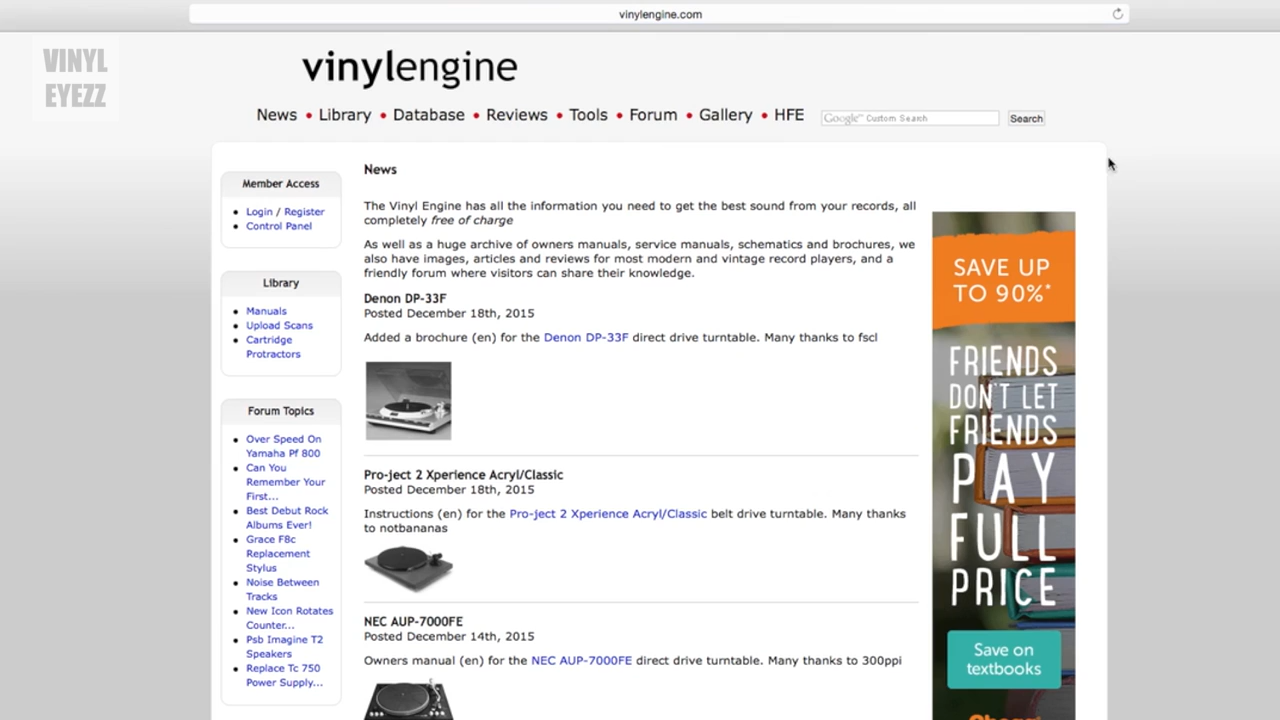 vinylengine.com
VINYL
EYEZZ
vinylengine
News • Library • Database • Reviews • Tools • Forum • Gallery • HFE
Google™ Custom Search
Search
Member Access
• Login / Register
• Control Panel
Library
• Manuals
• Upload Scans
• Cartridge
Protractors
Forum Topics
• Over Speed On
Yamaha Pf 800
• Can You
Remember Your
First...
• Best Debut Rock
Albums Ever!
• Grace F8c
Replacement
Stylus
• Noise Between
Tracks
• New Icon Rotates
Counter...
• Psb Imagine T2
Speakers
• Replace Tc 750
Power Supply...
News
The Vinyl Engine has all the information you need to get the best sound from your records, all
completely free of charge
As well as a huge archive of owners manuals, service manuals, schematics and brochures, we
also have images, articles and reviews for most modern and vintage record players, and a
friendly forum where visitors can share their knowledge.
Denon DP-33F
Posted December 18th, 2015
Added a brochure (en) for the Denon DP-33F direct drive turntable. Many thanks to fscl
Pro-ject 2 Xperience Acryl/Classic
Posted December 18th, 2015
Instructions (en) for the Pro-ject 2 Xperience Acryl/Classic belt drive turntable. Many thanks
to notbananas
NEC AUP-7000FE
Posted December 14th, 2015
Owners manual (en) for the NEC AUP-7000FE direct drive turntable. Many thanks to 300ppi
SAVE UP
TO 90%*
FRIENDS
DON'T LET
FRIENDS
PAY
FULL
PRICE
Save on
textbooks
Chegg